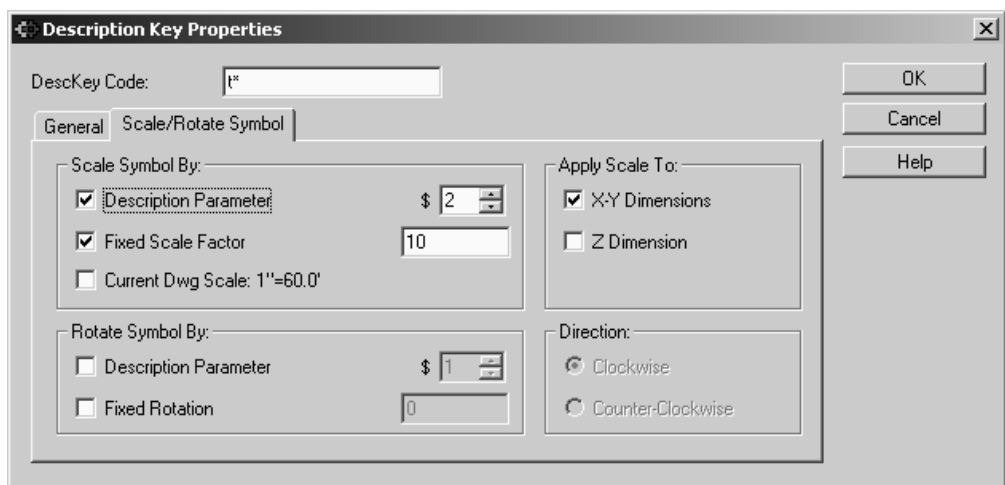 Description Key Properties
DescKey Code: t*
OK
General Scale/Rotate Symbol
Cancel
Scale Symbol By: Apply Scale To:
Help
Description Parameter $ 2 X-Y Dimensions
Fixed Scale Factor 10 Z Dimension
Current Dwg Scale: 1"=60.0'
Rotate Symbol By: Direction:
Description Parameter $ 1 Clockwise
Fixed Rotation 0 Counter-Clockwise